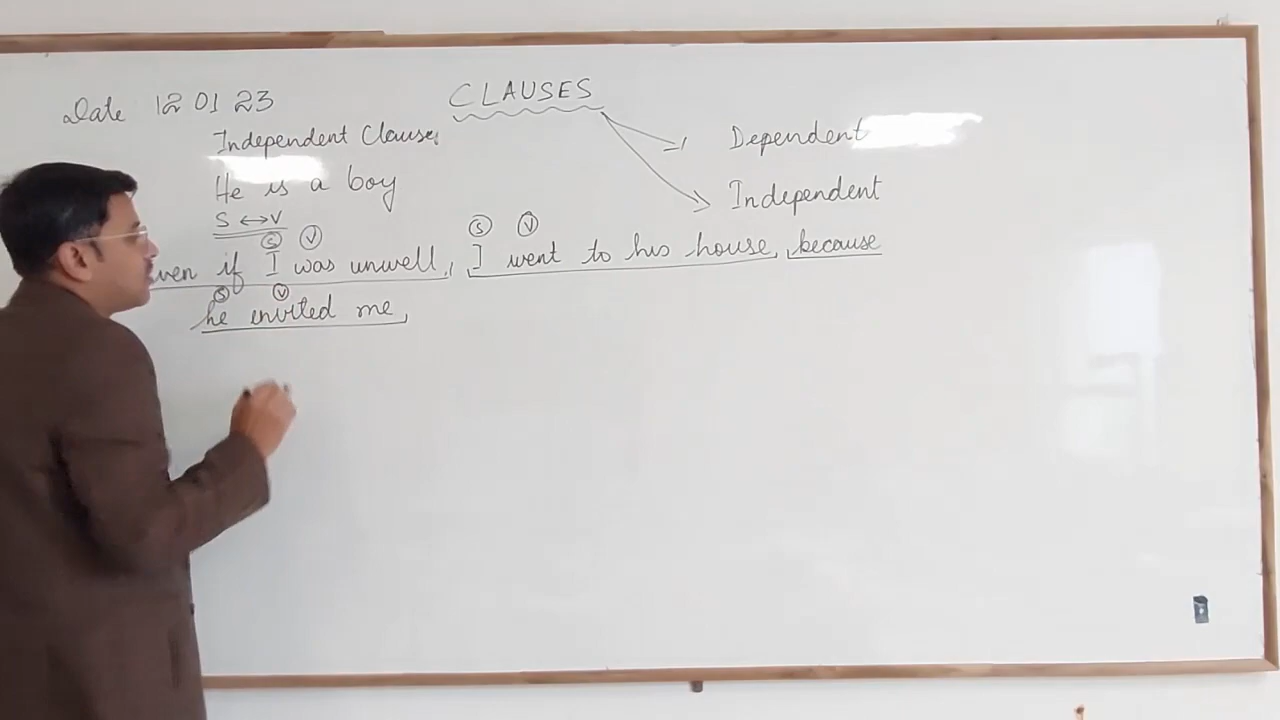 Date 12 01 23
CLAUSES
Dependent
Independent
Independent Clause,
He is a boy
S ↔ V
S V S V
ven if I was unwell, I went to his house, because
S V
he invited me,